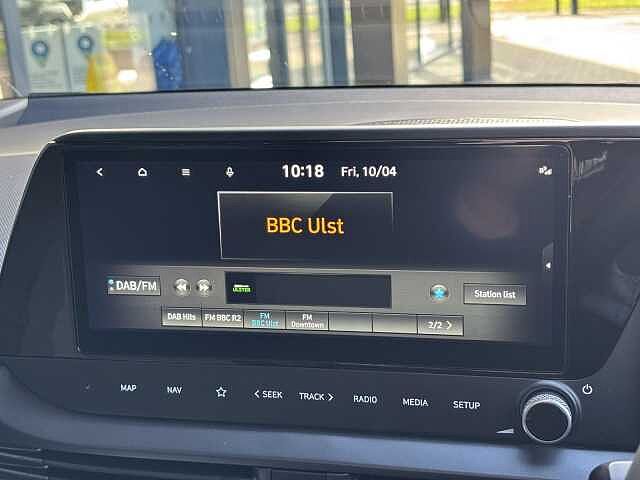 10:18 Fri, 10/04
BBC Ulst
DAB/FM
ULSTER
Station list
DAB Hits FM BBC R2 FM BBC Ulst FM Downtown 2/2 >
MAP NAV < SEEK TRACK > RADIO MEDIA SETUP